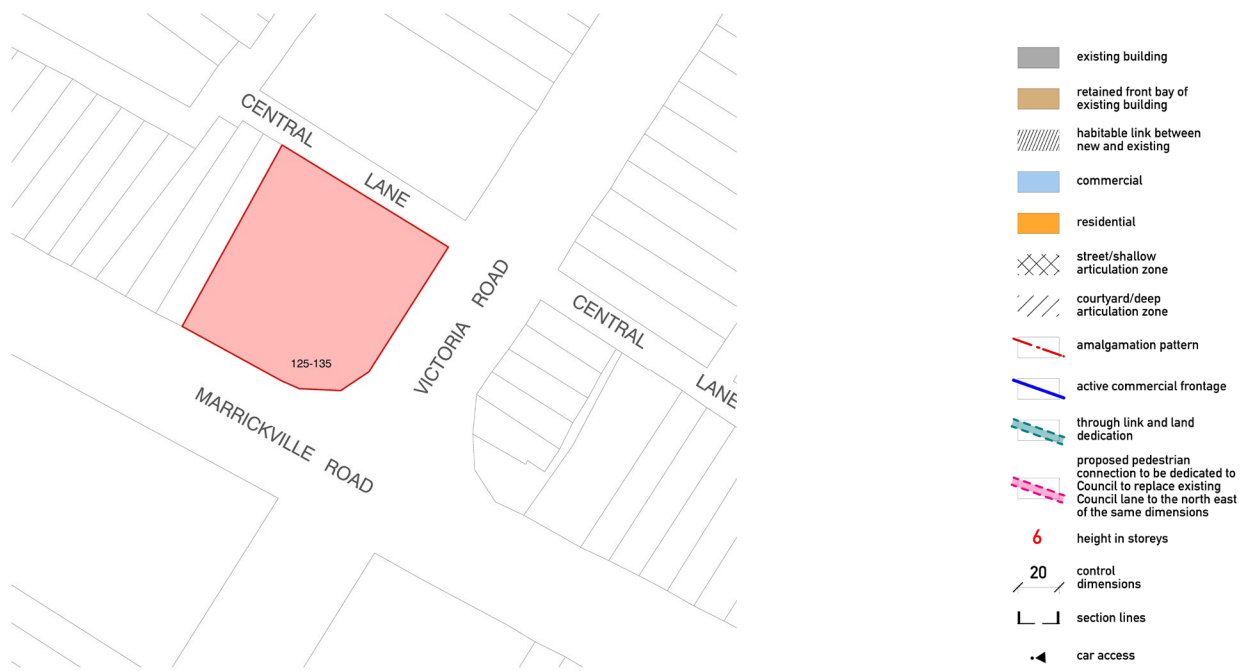 CENTRAL
LANE
VICTORIA ROAD
CENTRAL
LANE
125-135
MARRICKVILLE ROAD
existing building
retained front bay of
existing building
habitable link between
new and existing
commercial
residential
street/shallow
articulation zone
courtyard/deep
articulation zone
amalgamation pattern
active commercial frontage
through link and land
dedication
proposed pedestrian
connection to be dedicated to
Council to replace existing
Council lane to the north east
of the same dimensions
6 height in storeys
20 control
dimensions
section lines
car access